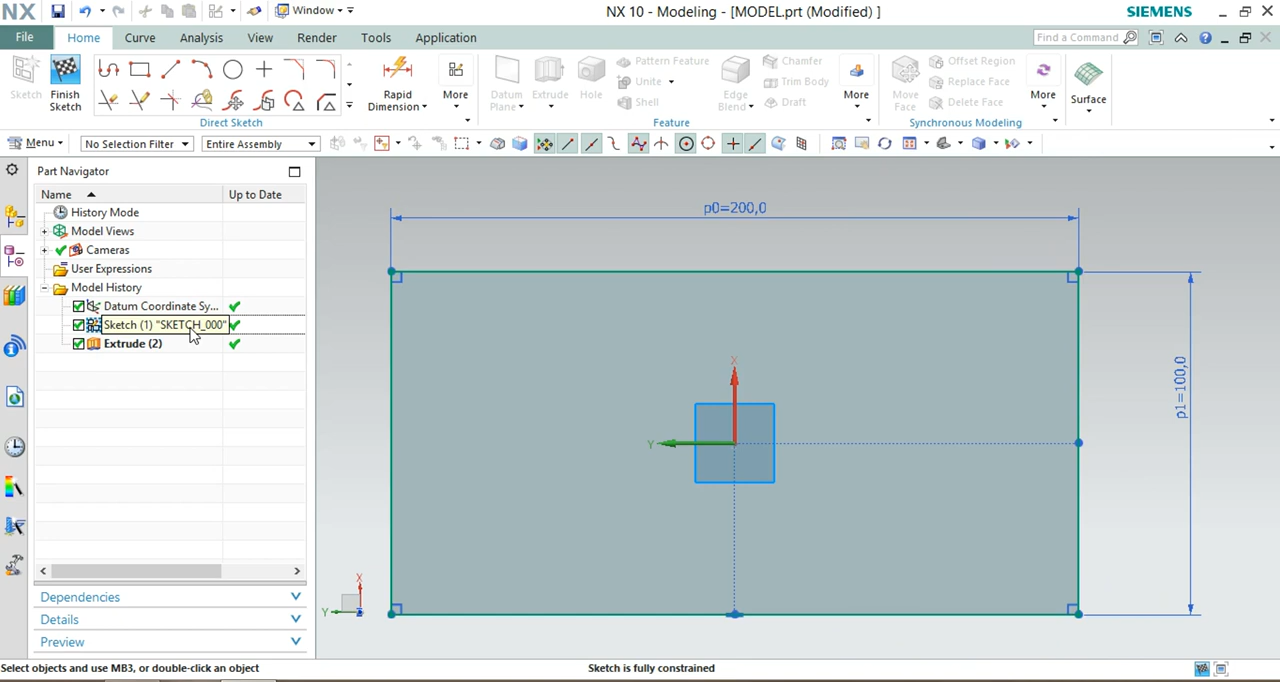 NX
Window
NX 10 - Modeling - [MODEL.prt (Modified) ]
SIEMENS
File Home Curve Analysis View Render Tools Application
Find a Command
Sketch
Finish Sketch
Direct Sketch
Rapid Dimension
More
Datum Plane
Extrude
Hole
Pattern Feature
Unite
Shell
Edge Blend
Chamfer
Trim Body
Draft
More
Feature
Move Face
Offset Region
Replace Face
Delete Face
More
Synchronous Modeling
Surface
Menu
No Selection Filter
Entire Assembly
Part Navigator
Name Up to Date
History Mode
Model Views
Cameras
User Expressions
Model History
Datum Coordinate Sy...
Sketch (1) "SKETCH_000"
Extrude (2)
Dependencies
Details
Preview
p0=200,0
p1=100,0
X
Y
X
Y
Select objects and use MB3, or double-click an object
Sketch is fully constrained